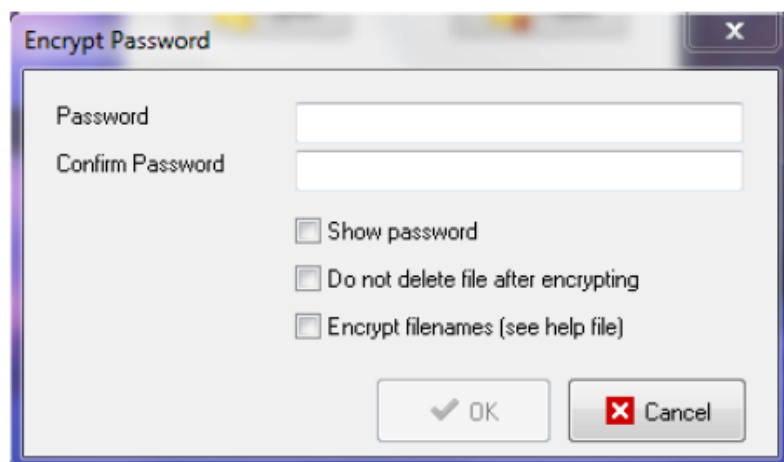 Encrypt Password
Password
Confirm Password
Show password
Do not delete file after encrypting
Encrypt filenames (see help file)
OK
Cancel